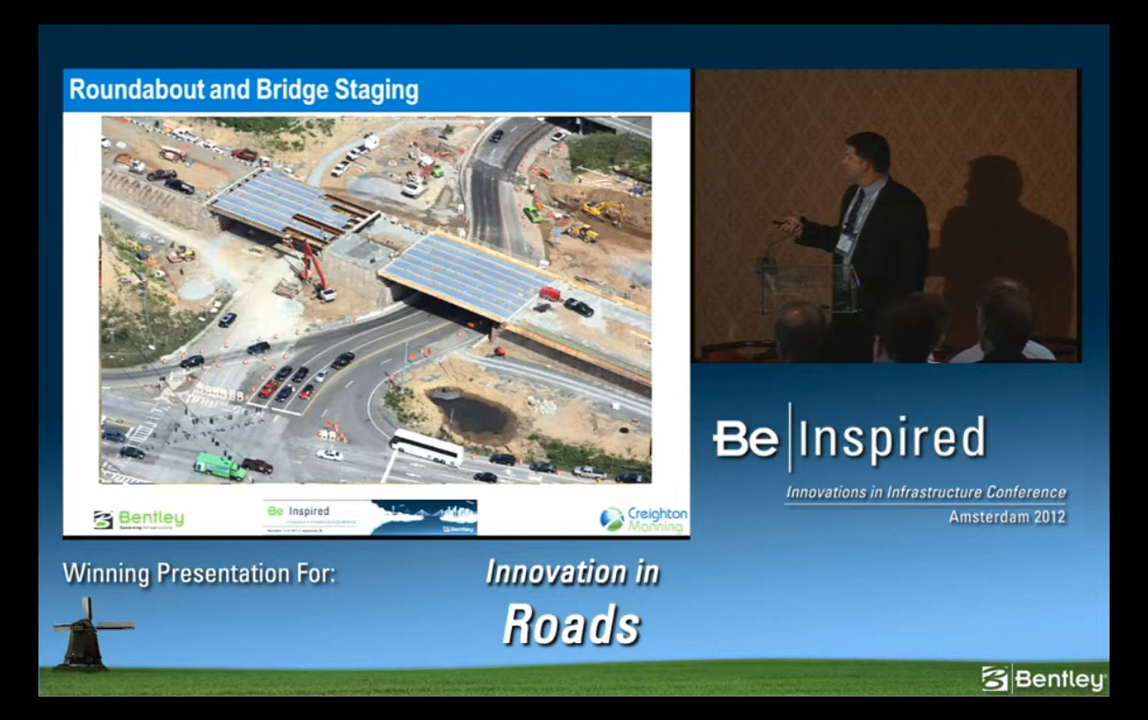 Roundabout and Bridge Staging
Bentley
Be Inspired
Creighton
Manning
Be Inspired
Innovations in Infrastructure Conference
Amsterdam 2012
Winning Presentation For:
Innovation in
Roads
Bentley